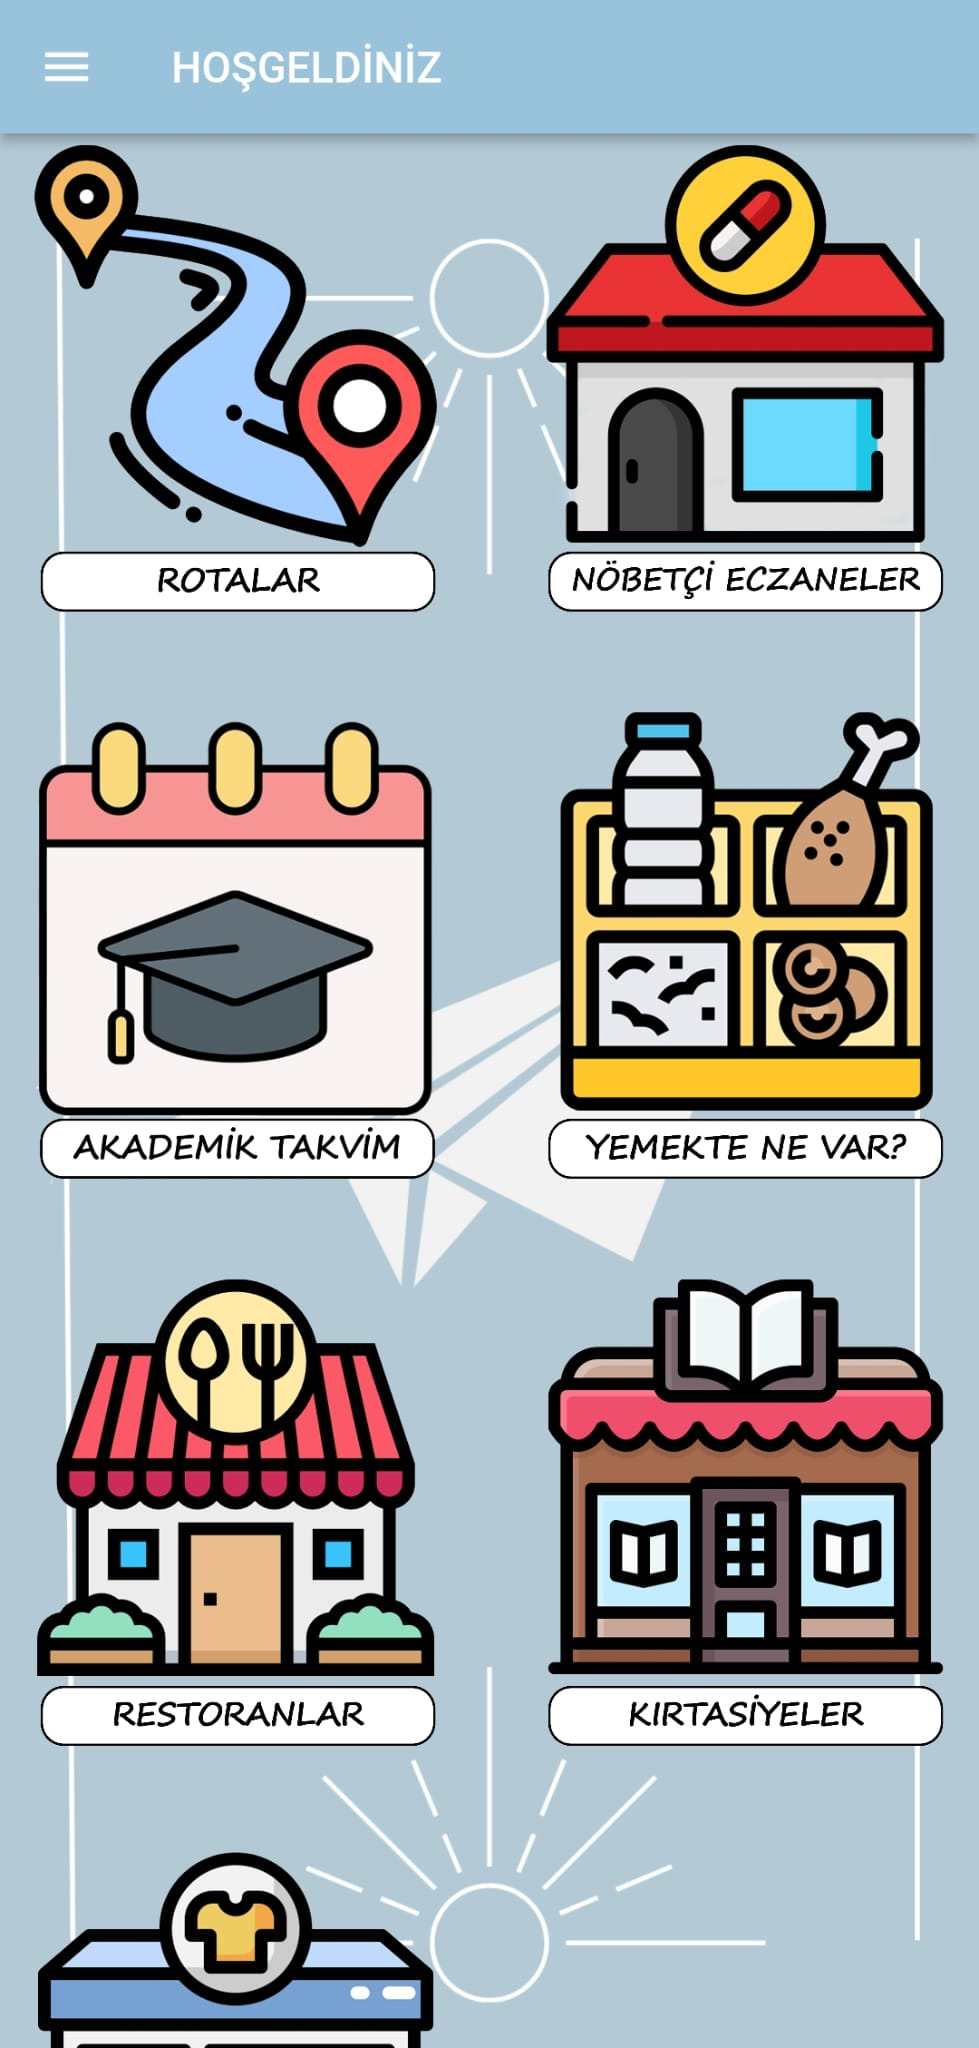 HOŞGELDİNİZ
ROTALAR
NÖBETÇİ ECZANELER
AKADEMİK TAKVİM
YEMEKTE NE VAR?
RESTORANLAR
KIRTASİYELER